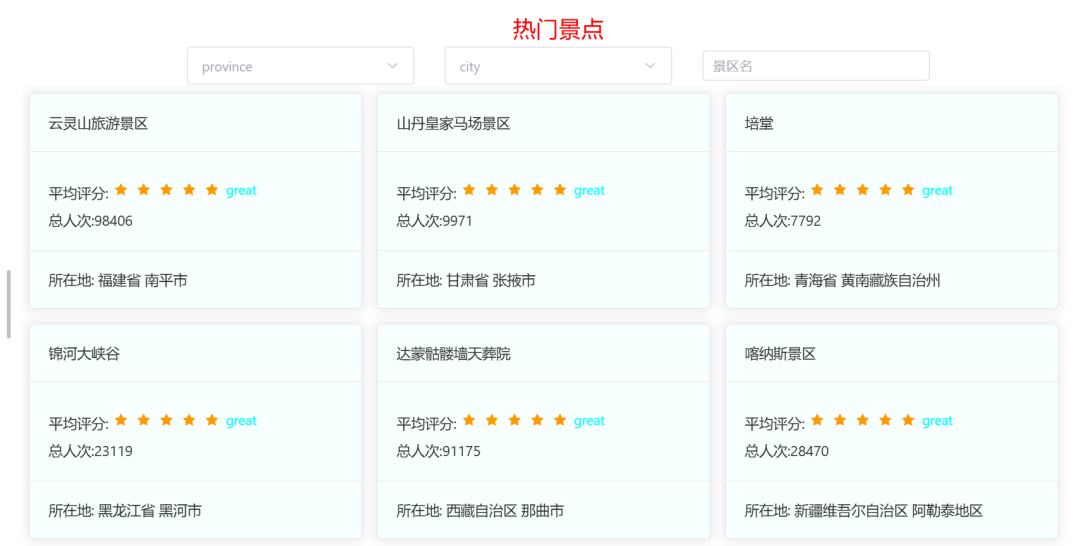 热门景点
province
city
景区名
云灵山旅游景区
山丹皇家马场景区
培堂
平均评分: great
平均评分: great
平均评分: great
总人次:98406
总人次:9971
总人次:7792
所在地: 福建省 南平市
所在地: 甘肃省 张掖市
所在地: 青海省 黄南藏族自治州
锦河大峡谷
达蒙骷髅墙天葬院
喀纳斯景区
平均评分: great
平均评分: great
平均评分: great
总人次:23119
总人次:91175
总人次:28470
所在地: 黑龙江省 黑河市
所在地: 西藏自治区 那曲市
所在地: 新疆维吾尔自治区 阿勒泰地区